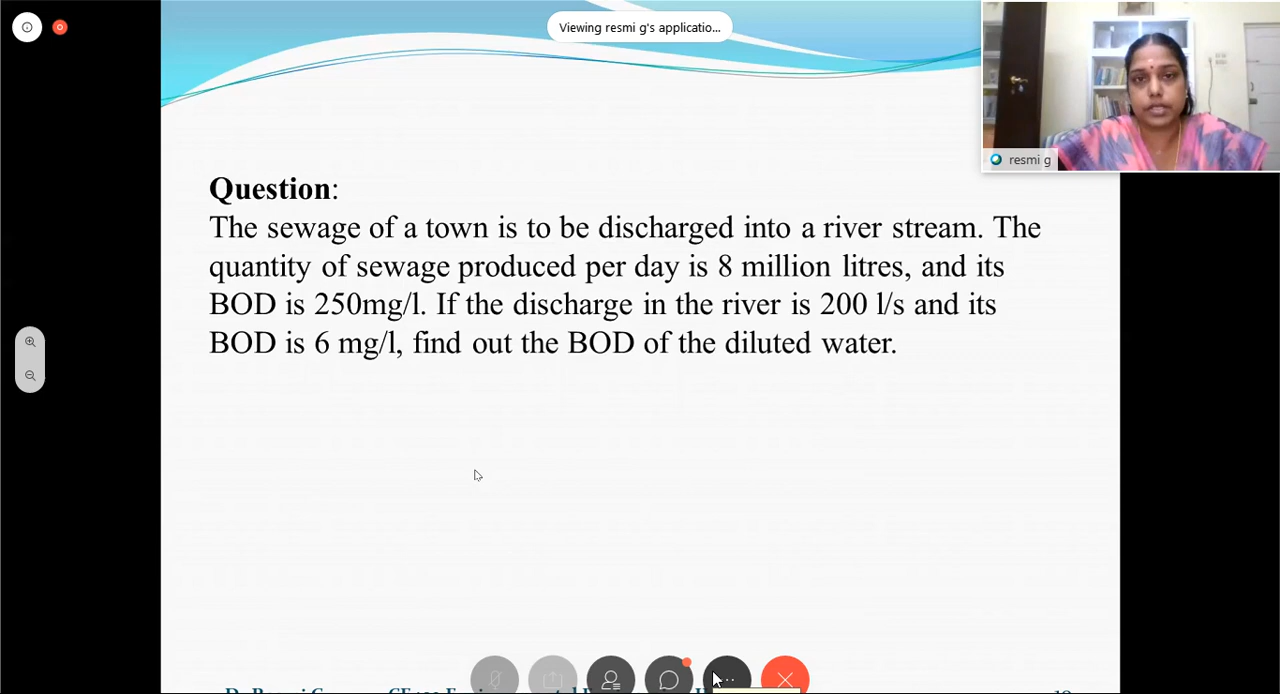 Viewing resmi g's applicatio...
resmi g
Question:
The sewage of a town is to be discharged into a river stream. The
quantity of sewage produced per day is 8 million litres, and its
BOD is 250mg/l. If the discharge in the river is 200 l/s and its
BOD is 6 mg/l, find out the BOD of the diluted water.